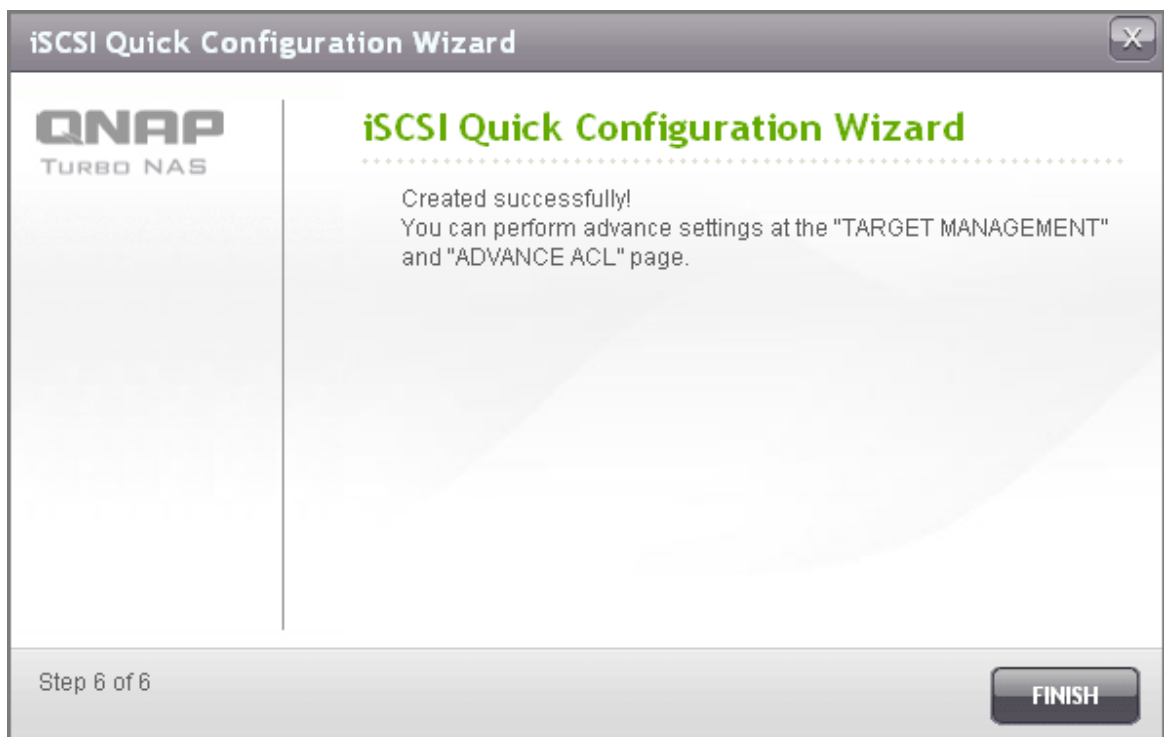 iSCSI Quick Configuration Wizard
X
QNAP
TURBO NAS
iSCSI Quick Configuration Wizard
Created successfully!
You can perform advance settings at the "TARGET MANAGEMENT"
and "ADVANCE ACL" page.
Step 6 of 6
FINISH